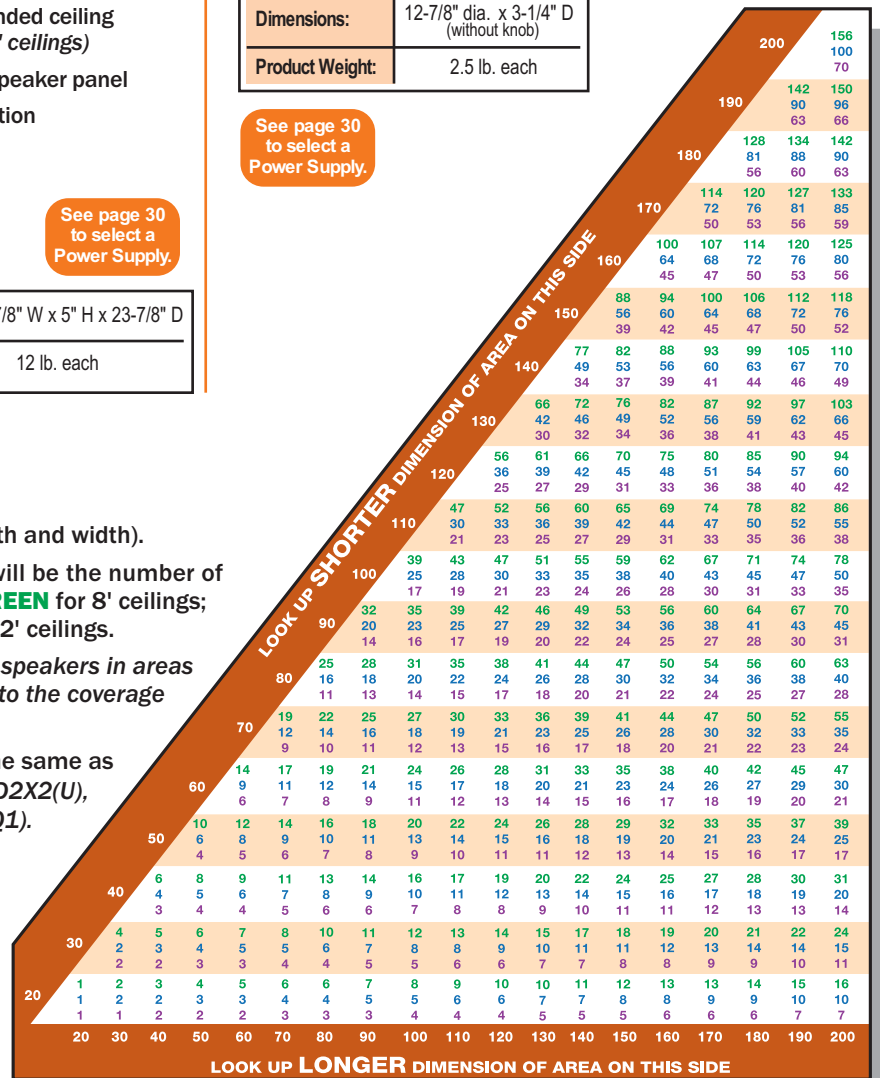 nded ceiling
' ceilings)
peaker panel
tion
See page 30
to select a
Power Supply.
/8" W x 5" H x 23-7/8" D
12 lb. each
Dimensions: 12-7/8" dia. x 3-1/4" D
(without knob)
Product Weight: 2.5 lb. each
See page 30
to select a
Power Supply.
th and width).
will be the number of
REEN for 8' ceilings;
2' ceilings.
speakers in areas
to the coverage
he same as
D2X2(U),
Q1).
LOOK UP SHORTER DIMENSION OF AREA ON THIS SIDE
200
156
100
70
190
142 150
90 96
63 66
180
128 134 142
81 88 90
56 60 63
170
114 120 127 133
72 76 81 85
50 53 56 59
160
100 107 114 120 125
64 68 72 76 80
45 47 50 53 56
150
88 94 100 106 112 118
56 60 64 68 72 76
39 42 45 47 50 52
140
77 82 88 93 99 105 110
49 53 56 60 63 67 70
34 37 39 41 44 46 49
130
66 72 76 82 87 92 97 103
42 46 49 52 56 59 62 66
30 32 34 36 38 41 43 45
120
56 61 66 70 75 80 85 90 94
36 39 42 45 48 51 54 57 60
25 27 29 31 33 36 38 40 42
110
47 52 56 60 65 69 74 78 82 86
30 33 36 39 42 44 47 50 52 55
21 23 25 27 29 31 33 35 36 38
100
39 43 47 51 55 59 62 67 71 74 78
25 28 30 33 35 38 40 43 45 47 50
17 19 21 23 24 26 28 30 31 33 35
90
32 35 39 42 46 49 53 56 60 64 67 70
20 23 25 27 29 32 34 36 38 41 43 45
14 16 17 19 20 22 24 25 27 28 30 31
80
25 28 31 35 38 41 44 47 50 54 56 60 63
16 18 20 22 24 26 28 30 32 34 36 38 40
11 13 14 15 17 18 20 21 22 24 25 27 28
70
19 22 25 27 30 33 36 39 41 44 47 50 52 55
12 14 16 18 19 21 23 25 26 28 30 32 33 35
9 10 11 12 13 15 16 17 18 20 21 22 23 24
60
14 17 19 21 24 26 28 31 33 35 38 40 42 45 47
9 11 12 14 15 17 18 20 21 23 24 26 27 29 30
6 7 8 9 11 12 13 14 15 16 17 18 19 20 21
50
10 12 14 16 18 20 22 24 26 28 29 32 33 35 37 39
6 8 9 10 11 13 14 15 16 18 19 20 21 23 24 25
4 5 6 7 8 9 10 11 11 12 13 14 15 16 17 17
40
6 8 9 11 13 14 16 17 19 20 22 24 25 27 28 30 31
4 5 6 7 8 9 10 11 12 13 14 15 16 17 18 19 20
3 4 4 5 6 6 7 8 8 9 10 11 11 12 13 13 14
30
4 5 6 7 8 10 11 12 13 14 15 17 18 19 20 21 22 24
2 3 4 5 5 6 7 8 8 9 10 11 11 12 13 14 14 15
2 2 3 3 4 4 5 5 6 6 7 7 8 8 9 9 10 11
20
1 2 3 4 5 6 6 7 8 9 10 10 11 12 13 13 14 15 16
1 2 2 3 3 4 4 5 5 6 6 7 7 8 8 9 9 10 10
1 1 2 2 2 3 3 3 4 4 4 5 5 5 6 6 6 7 7
20 30 40 50 60 70 80 90 100 110 120 130 140 150 160 170 180 190 200
LOOK UP LONGER DIMENSION OF AREA ON THIS SIDE